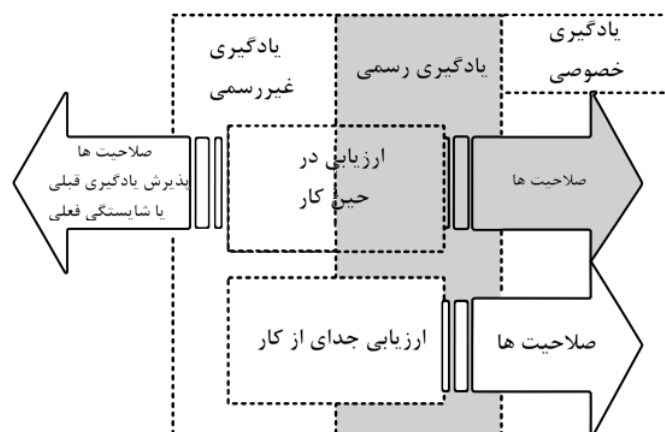 یادگیری
خصوصی
یادگیری رسمی
یادگیری
غیررسمی
ارزیابی در
حین کار
صلاحیت ها
صلاحیت ها
پذیرش یادگیری قبلی
یا شایستگی فعلی
ارزیابی جدای از کار
صلاحیت ها